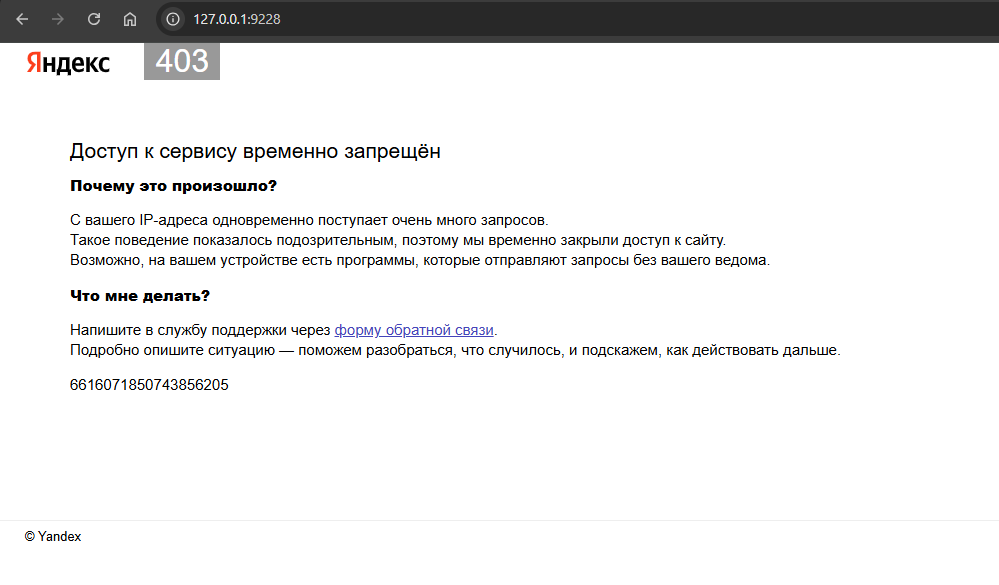 127.0.0.1:9228
Яндекс 403
Доступ к сервису временно запрещён
Почему это произошло?
С вашего IP-адреса одновременно поступает очень много запросов.
Такое поведение показалось подозрительным, поэтому мы временно закрыли доступ к сайту.
Возможно, на вашем устройстве есть программы, которые отправляют запросы без вашего ведома.
Что мне делать?
Напишите в службу поддержки через форму обратной связи.
Подробно опишите ситуацию — поможем разобраться, что случилось, и подскажем, как действовать дальше.
6616071850743856205
© Yandex